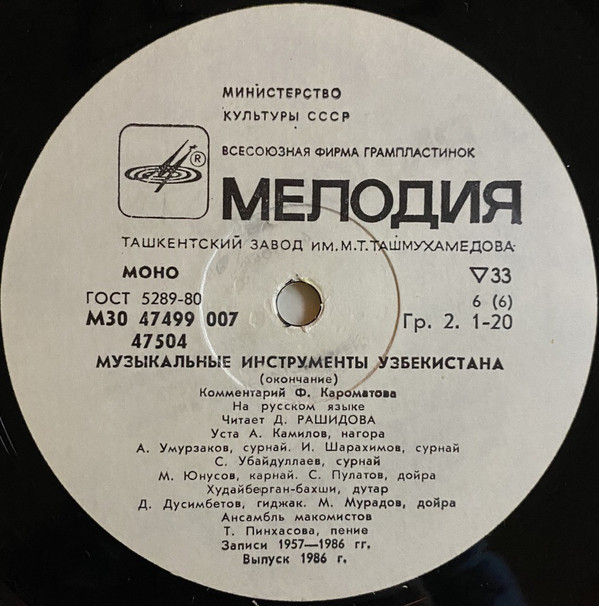 МИНИСТЕРСТВО
КУЛЬТУРЫ СССР
ВСЕСОЮЗНАЯ ФИРМА ГРАМПЛАСТИНОК
®
МЕЛОДИЯ
ТАШКЕНТСКИЙ ЗАВОД ИМ. М.Т. ТАШМУХАМЕДОВА
МОНО ▽33
ГОСТ 5289-80 6 (6)
М30 47499 007 Гр. 2. 1-20
47504
МУЗЫКАЛЬНЫЕ ИНСТРУМЕНТЫ УЗБЕКИСТАНА
(окончание)
Комментарий Ф. Кароматова
На русском языке
Читает Д. РАШИДОВА
Уста А. Камилов, нагора
А. Умурзаков, сурнай. И. Шарахимов, сурнай
С. Убайдуллаев, сурнай
М. Юнусов, карнай. С. Пулатов, дойра
Худайберган-бахши, дутар
Д. Дусимбетов, гиджак. М. Мурадов, дойра
Ансамбль макомистов
Т. Пинхасова, пение
Записи 1957—1986 гг.
Выпуск 1986 г.